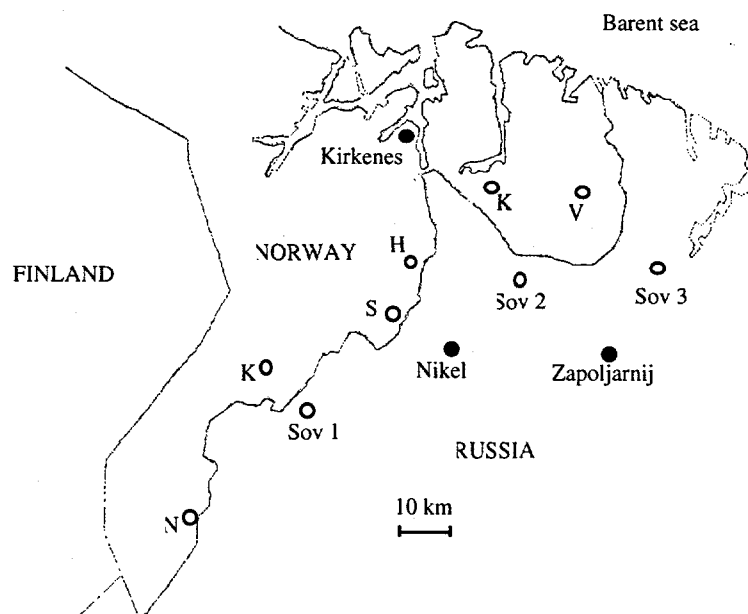 Barent sea
Kirkenes
K
V
NORWAY
H
FINLAND
Sov 2
Sov 3
S
Nikel
Zapoljarnij
K
Sov 1
RUSSIA
10 km
N